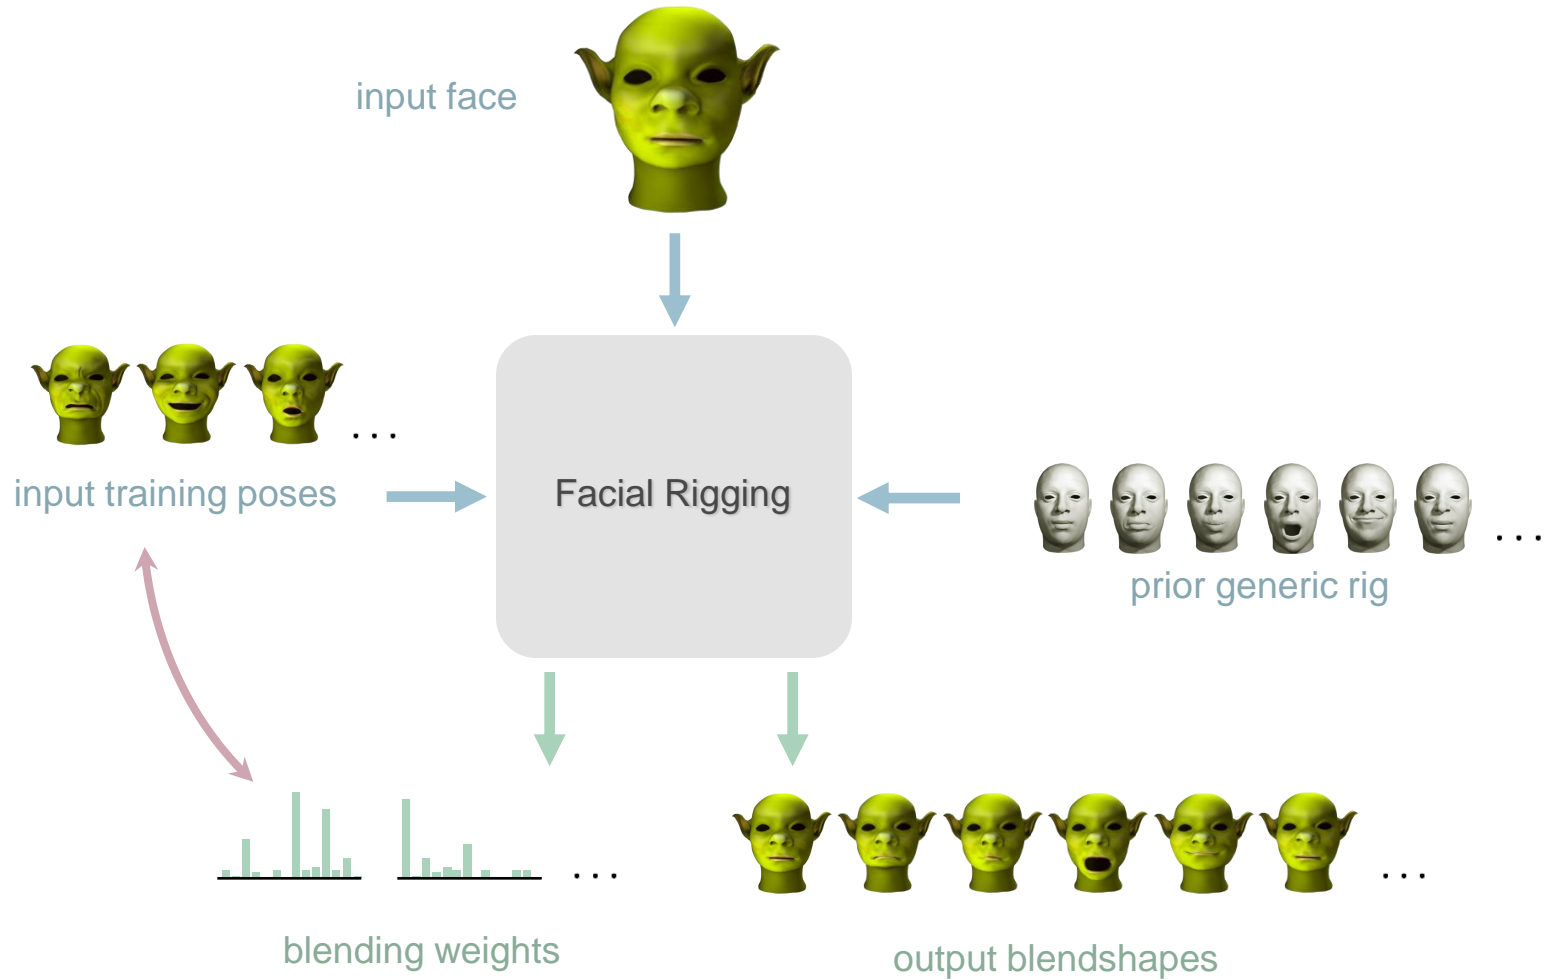 input face
. . .
input training poses
Facial Rigging
. . .
prior generic rig
. . .
. . .
blending weights
output blendshapes